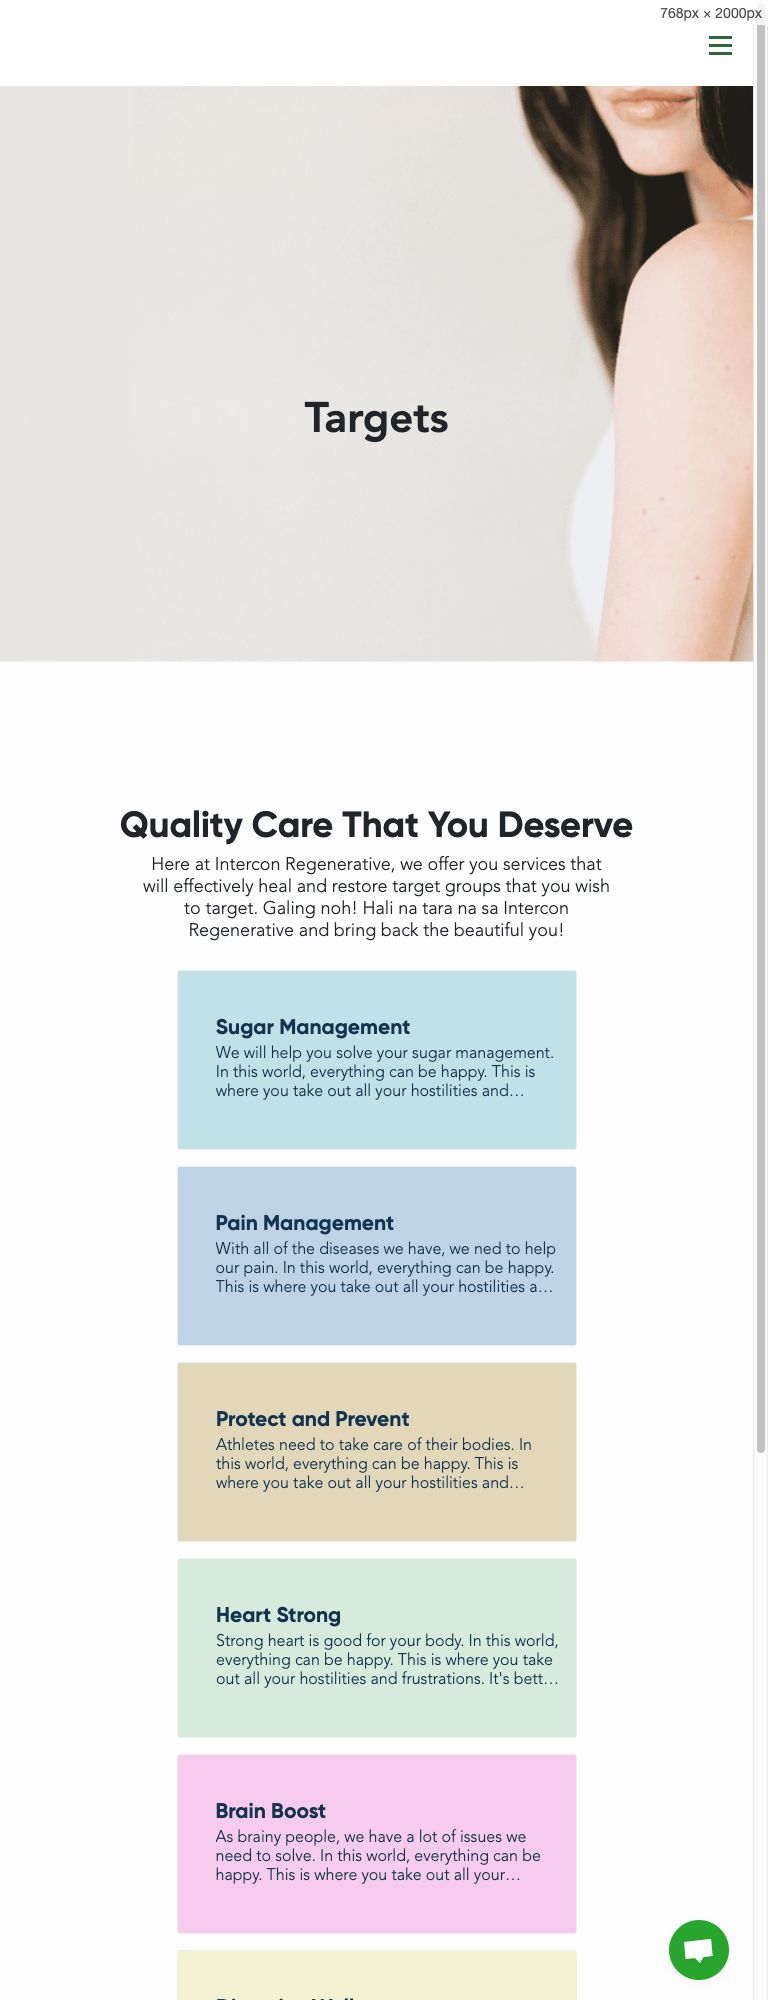 768px × 2000px
Targets
Quality Care That You Deserve
Here at Intercon Regenerative, we offer you services that
will effectively heal and restore target groups that you wish
to target. Galing noh! Hali na tara na sa Intercon
Regenerative and bring back the beautiful you!
Sugar Management
We will help you solve your sugar management.
In this world, everything can be happy. This is
where you take out all your hostilities and…
Pain Management
With all of the diseases we have, we ned to help
our pain. In this world, everything can be happy.
This is where you take out all your hostilities a…
Protect and Prevent
Athletes need to take care of their bodies. In
this world, everything can be happy. This is
where you take out all your hostilities and…
Heart Strong
Strong heart is good for your body. In this world,
everything can be happy. This is where you take
out all your hostilities and frustrations. It's bett…
Brain Boost
As brainy people, we have a lot of issues we
need to solve. In this world, everything can be
happy. This is where you take out all your…